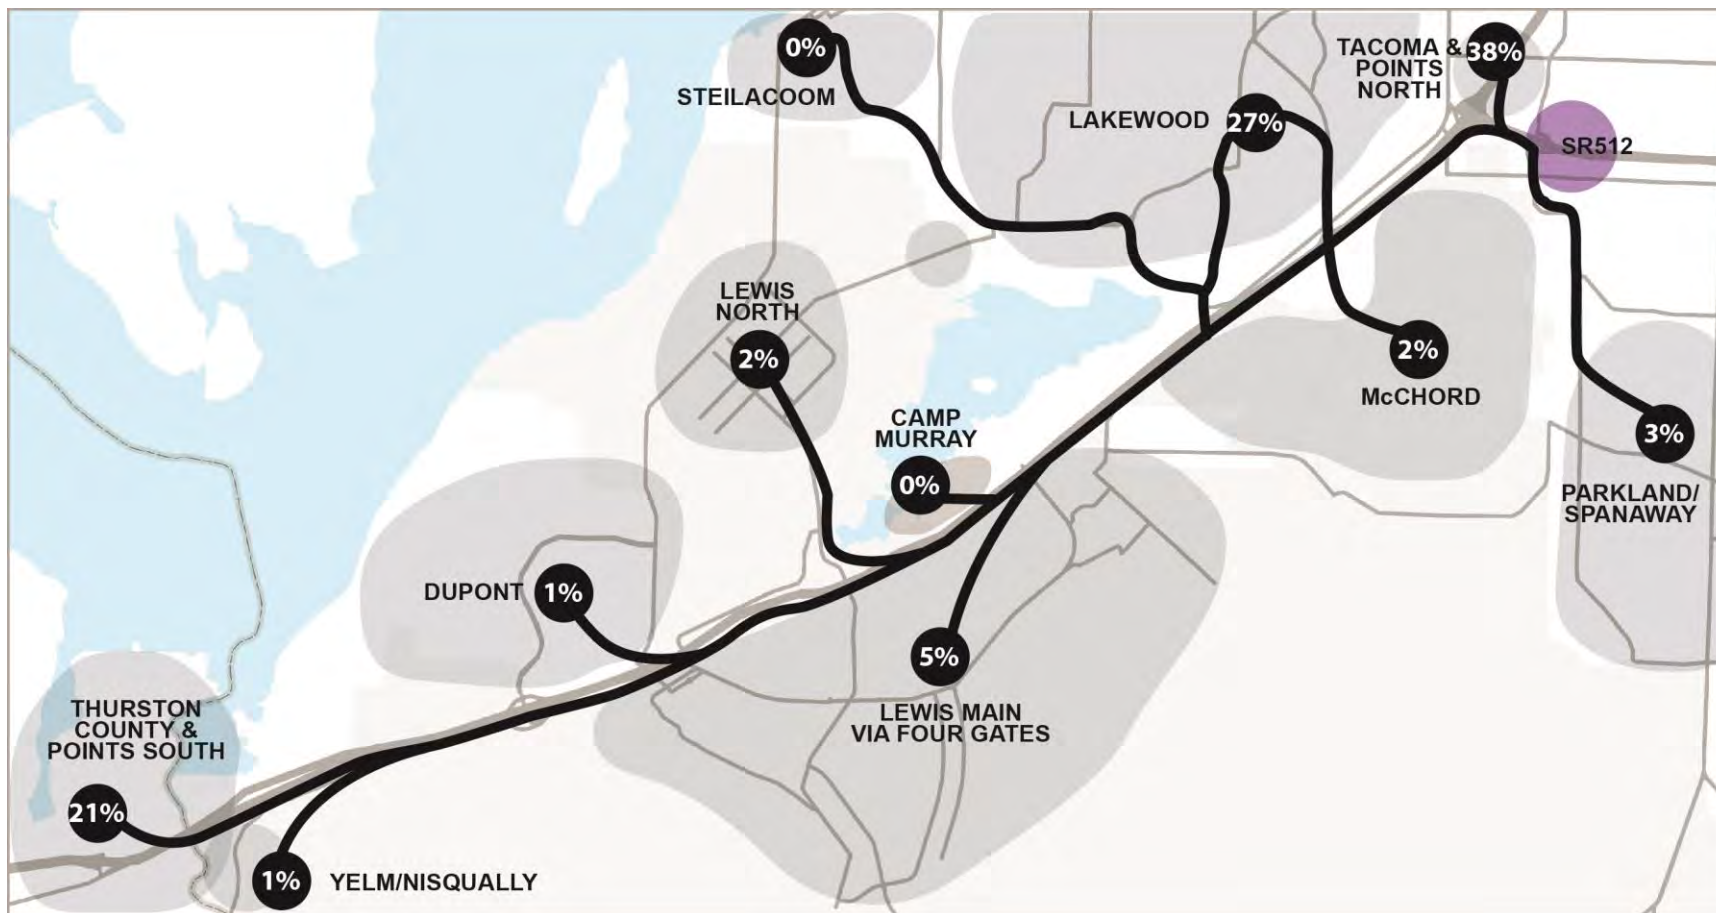 0%
STEILACOOM
LAKEWOOD
27%
TACOMA &
POINTS
NORTH
38%
SR512
LEWIS
NORTH
2%
2%
McCHORD
CAMP
MURRAY
0%
3%
PARKLAND/
SPANAWAY
DUPONT
1%
5%
LEWIS MAIN
VIA FOUR GATES
THURSTON
COUNTY &
POINTS SOUTH
21%
1%
YELM/NISQUALLY